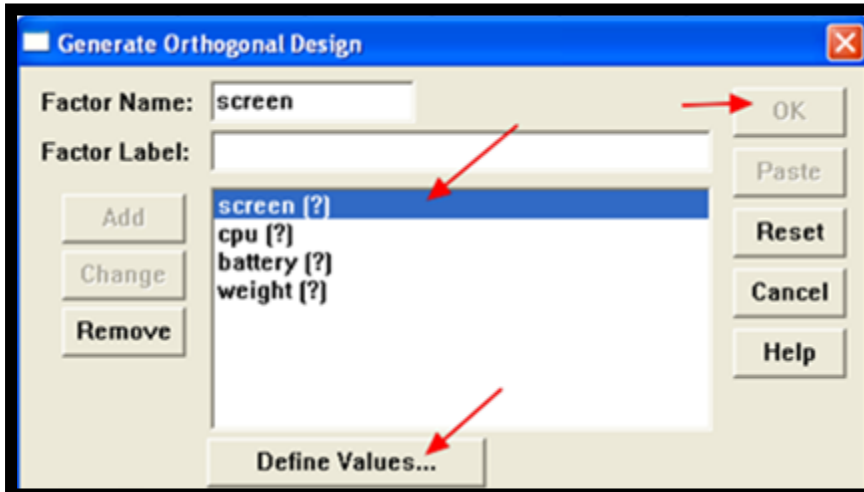 Generate Orthogonal Design
Factor Name: screen
OK
Factor Label:
Paste
Add
screen (?)
cpu (?)
battery (?)
weight (?)
Reset
Change
Cancel
Remove
Help
Define Values...